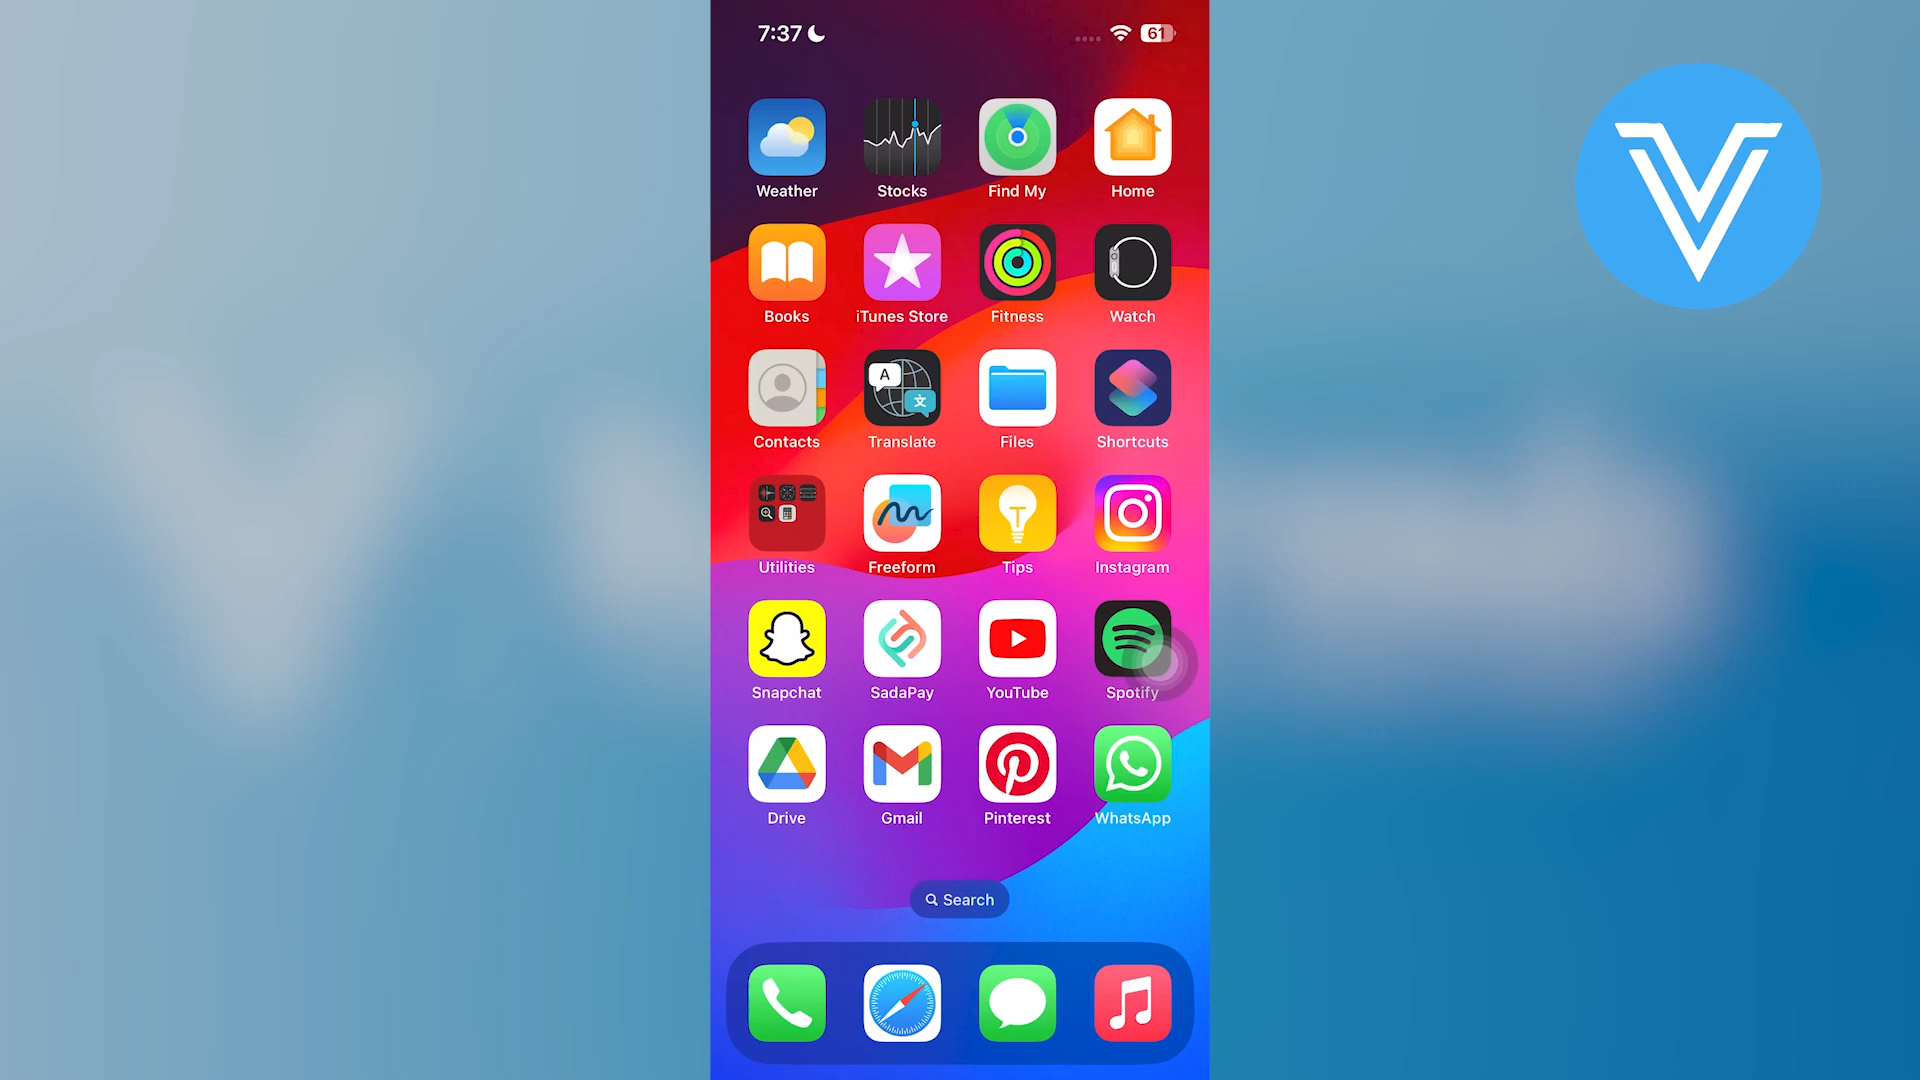 7:37
61
Weather Stocks Find My Home
Books iTunes Store Fitness Watch
A
文
Contacts Translate Files Shortcuts
Utilities Freeform Tips Instagram
Snapchat SadaPay YouTube Spotify
Drive Gmail Pinterest WhatsApp
Search